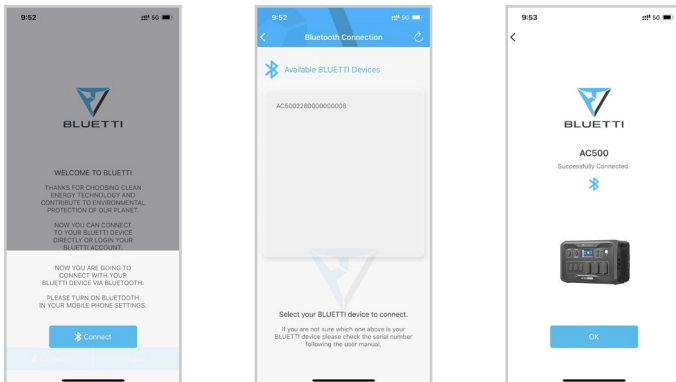 9:52
5G
BLUETTI
WELCOME TO BLUETTI
THANKS FOR CHOOSING CLEAN
ENERGY TECHNOLOGY AND
CONTRIBUTE TO ENVIRONMENTAL
PROTECTION OF OUR PLANET.
NOW YOU CAN CONNECT
TO YOUR BLUETTI DEVICE
DIRECTLY OR LOGIN YOUR
BLUETTI ACCOUNT
NOW YOU ARE GOING TO
CONNECT WITH YOUR
BLUETTI DEVICE VIA BLUETOOTH.
PLEASE TURN ON BLUETOOTH
IN YOUR MOBILE PHONE SETTINGS.
Connect
9:52
5G
Bluetooth Connection
Available BLUETTI Devices
AC5002280000000008
Select your BLUETTI device to connect.
If you are not sure which one above is your
BLUETTI device please check the serial number
following the user manual.
9:53
5G
BLUETTI
AC500
Successfully Connected.
OK